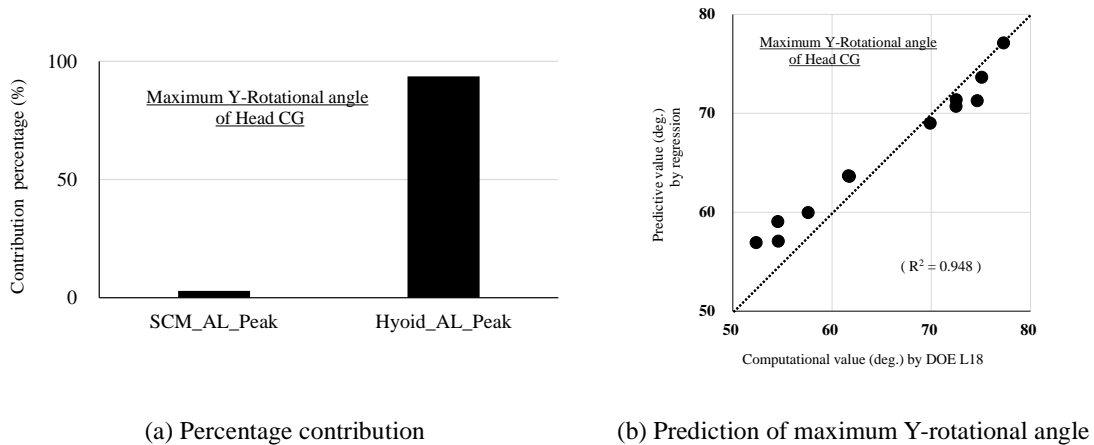 100
50
0
Contribution percentage (%)
Maximum Y-Rotational angle
of Head CG
SCM_AL_Peak
Hyoid_AL_Peak
(a) Percentage contribution
80
70
60
50
Predictive value (deg.)
by regression
Maximum Y-Rotational angle
of Head CG
( R² = 0.948 )
50
60
70
80
Computational value (deg.) by DOE L18
(b) Prediction of maximum Y-rotational angle